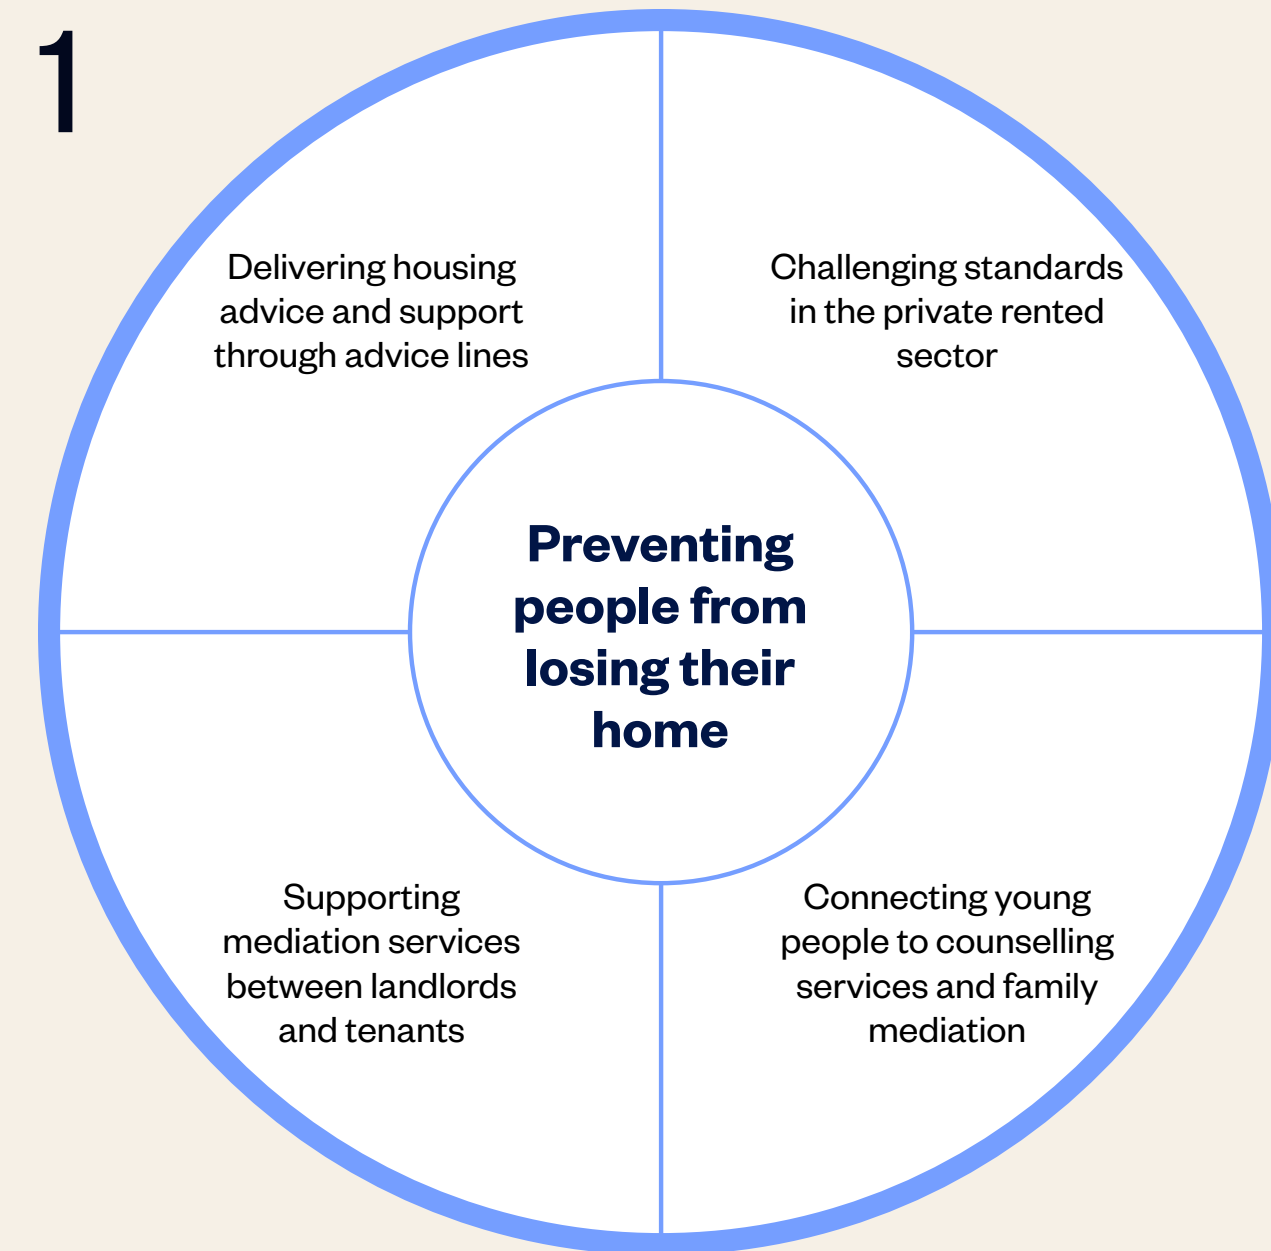 1
Delivering housing
advice and support
through advice lines
Challenging standards
in the private rented
sector
Preventing
people from
losing their
home
Supporting
mediation services
between landlords
and tenants
Connecting young
people to counselling
services and family
mediation